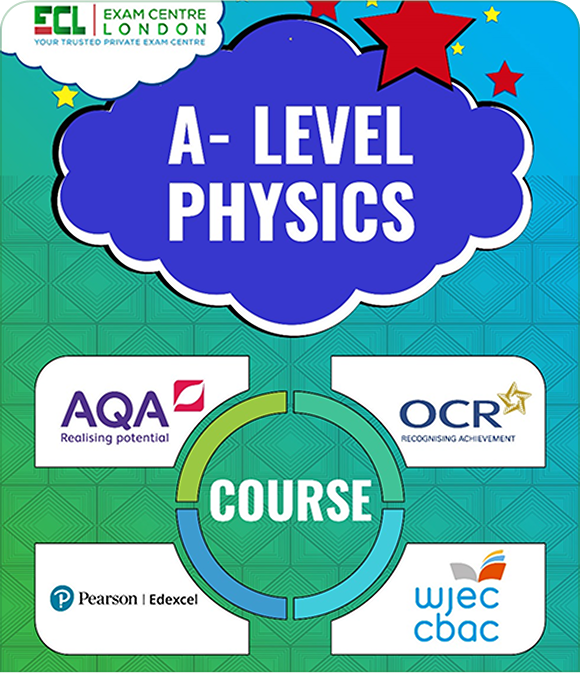 ECL
EXAM CENTRE
LONDON
YOUR TRUSTED PRIVATE EXAM CENTRE
A- LEVEL
PHYSICS
AQA
Realising potential
OCR
RECOGNISING ACHIEVEMENT
COURSE
Pearson | Edexcel
wjec
cbac